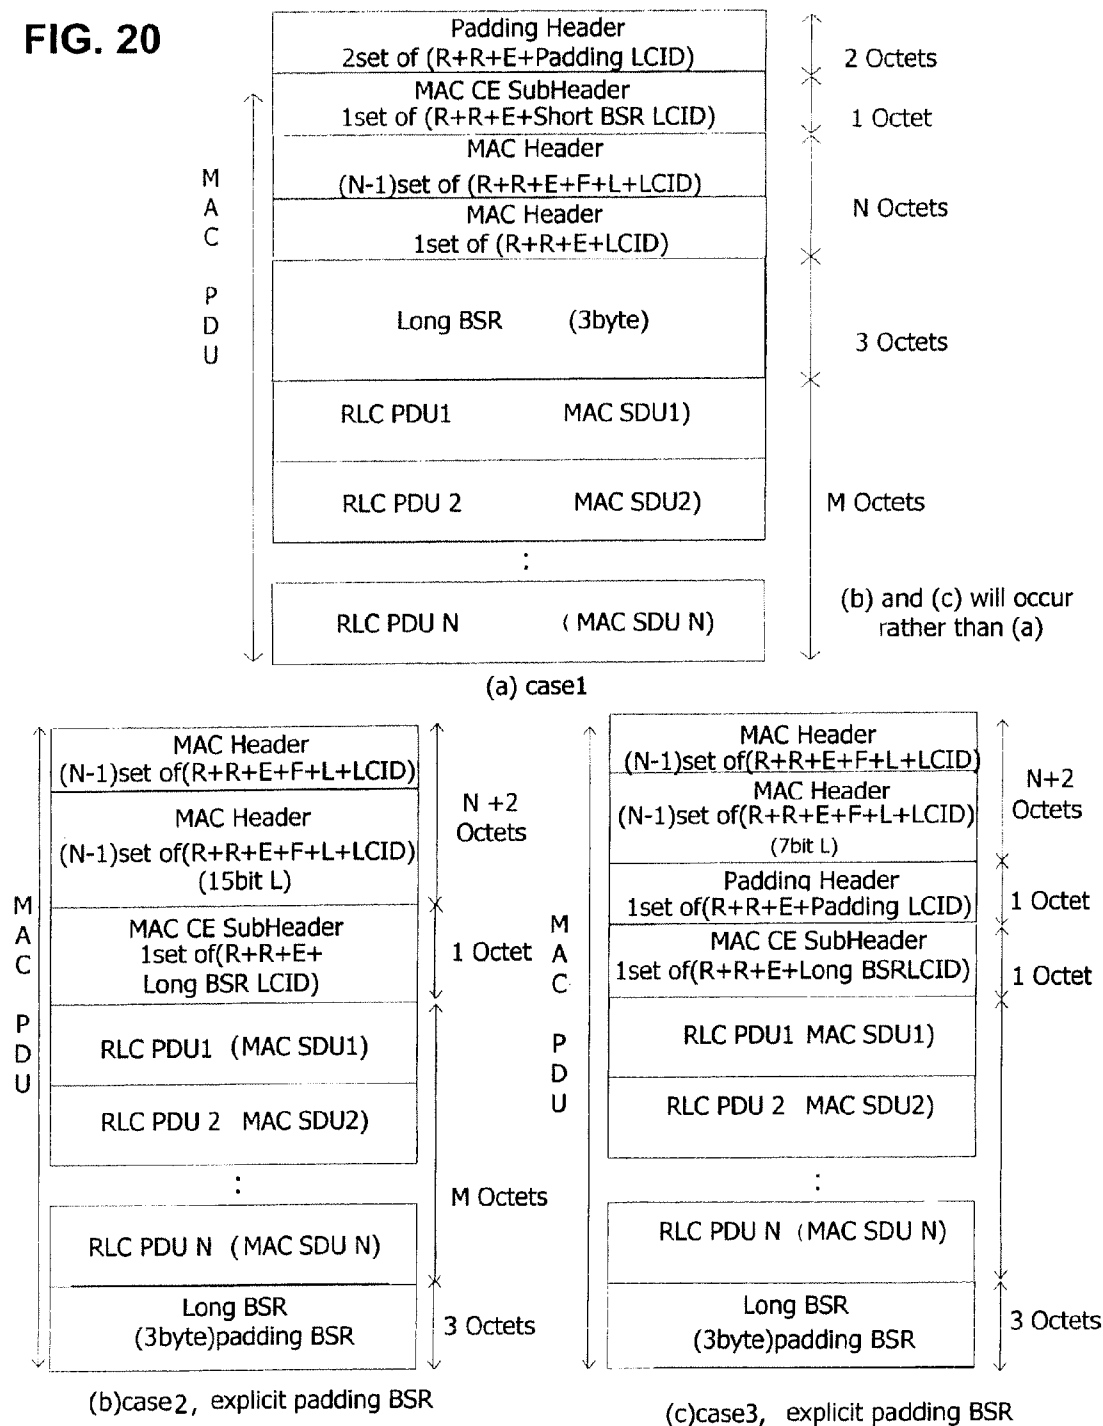 FIG. 20
Padding Header
2set of (R+R+E+Padding LCID)
2 Octets
MAC CE SubHeader
1set of (R+R+E+Short BSR LCID)
1 Octet
MAC Header
(N-1)set of (R+R+E+F+L+LCID)
MAC Header
1set of (R+R+E+LCID)
N Octets
MAC PDU
Long BSR (3byte)
3 Octets
RLC PDU1 MAC SDU1)
RLC PDU 2 MAC SDU2)
M Octets
:
RLC PDU N ( MAC SDU N)
(b) and (c) will occur
rather than (a)
(a) case1
MAC Header
(N-1)set of(R+R+E+F+L+LCID)
MAC Header
(N-1)set of(R+R+E+F+L+LCID)
(15bit L)
N +2
Octets
MAC CE SubHeader
1set of(R+R+E+
Long BSR LCID)
1 Octet
MAC PDU
RLC PDU1 (MAC SDU1)
RLC PDU 2 MAC SDU2)
:
M Octets
RLC PDU N (MAC SDU N)
Long BSR
(3byte)padding BSR
3 Octets
(b)case2, explicit padding BSR
MAC Header
(N-1)set of(R+R+E+F+L+LCID)
MAC Header
(N-1)set of(R+R+E+F+L+LCID)
(7bit L)
N+2
Octets
Padding Header
1set of(R+R+E+Padding LCID)
1 Octet
MAC CE SubHeader
1set of(R+R+E+Long BSRLCID)
1 Octet
MAC PDU
RLC PDU1 MAC SDU1)
RLC PDU 2 MAC SDU2)
:
RLC PDU N (MAC SDU N)
Long BSR
(3byte)padding BSR
3 Octets
(c)case3, explicit padding BSR